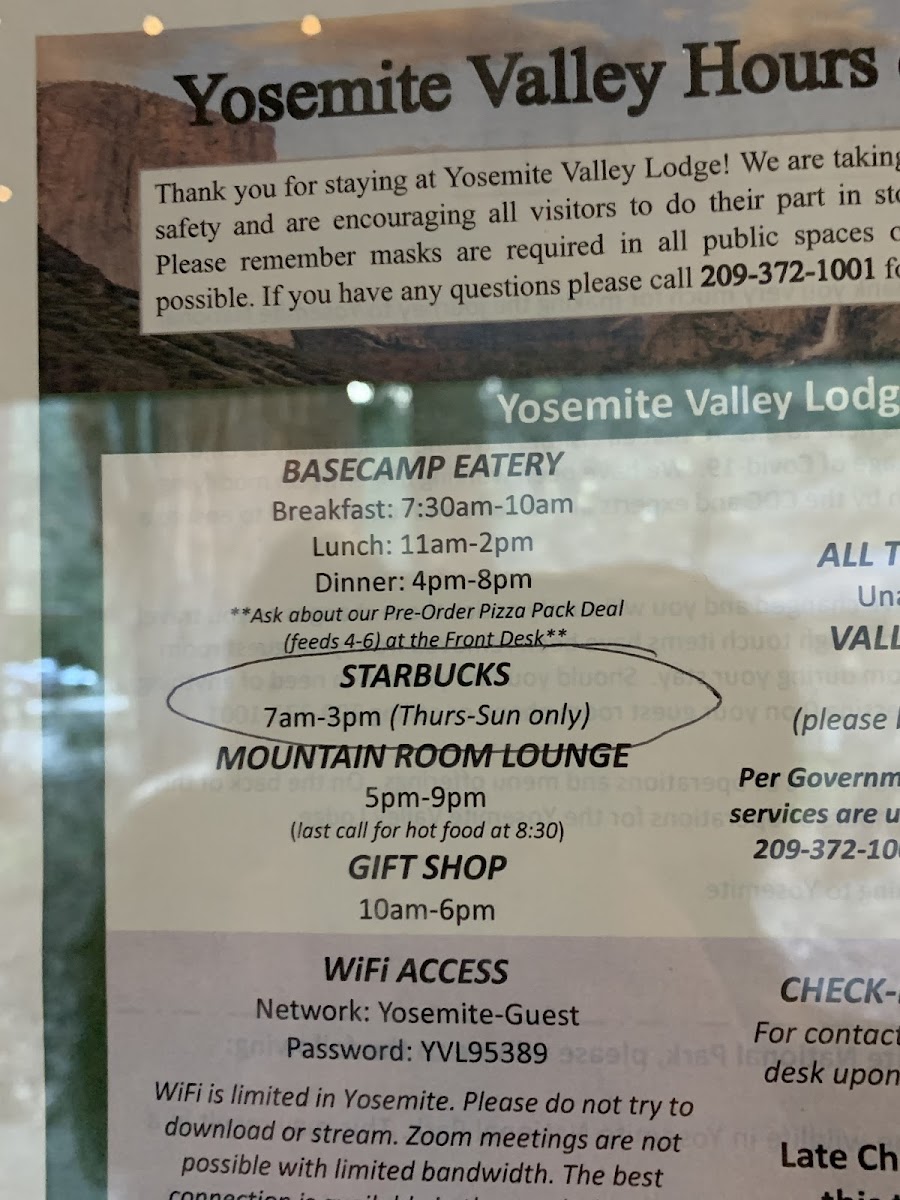 Yosemite Valley Hours
Thank you for staying at Yosemite Valley Lodge! We are taking
safety and are encouraging all visitors to do their part in
Please remember masks are required in all public spaces
possible. If you have any questions please call 209-372-1001
Yosemite Valley Lodg
BASECAMP EATERY
Breakfast: 7:30am-10am
Lunch: 11am-2pm
Dinner: 4pm-8pm
**Ask about our Pre-Order Pizza Pack Deal
(feeds 4-6) at the Front Desk**
STARBUCKS
7am-3pm (Thurs-Sun only)
MOUNTAIN ROOM LOUNGE
5pm-9pm
(last call for hot food at 8:30)
GIFT SHOP
10am-6pm
WiFi ACCESS
Network: Yosemite-Guest
Password: YVL95389
WiFi is limited in Yosemite. Please do not try to
download or stream. Zoom meetings are not
possible with limited bandwidth. The best
ALL T
Una
VALL
(please
Per Governm
services are u
209-372-100
CHECK-
For contact
desk upon
Late Ch